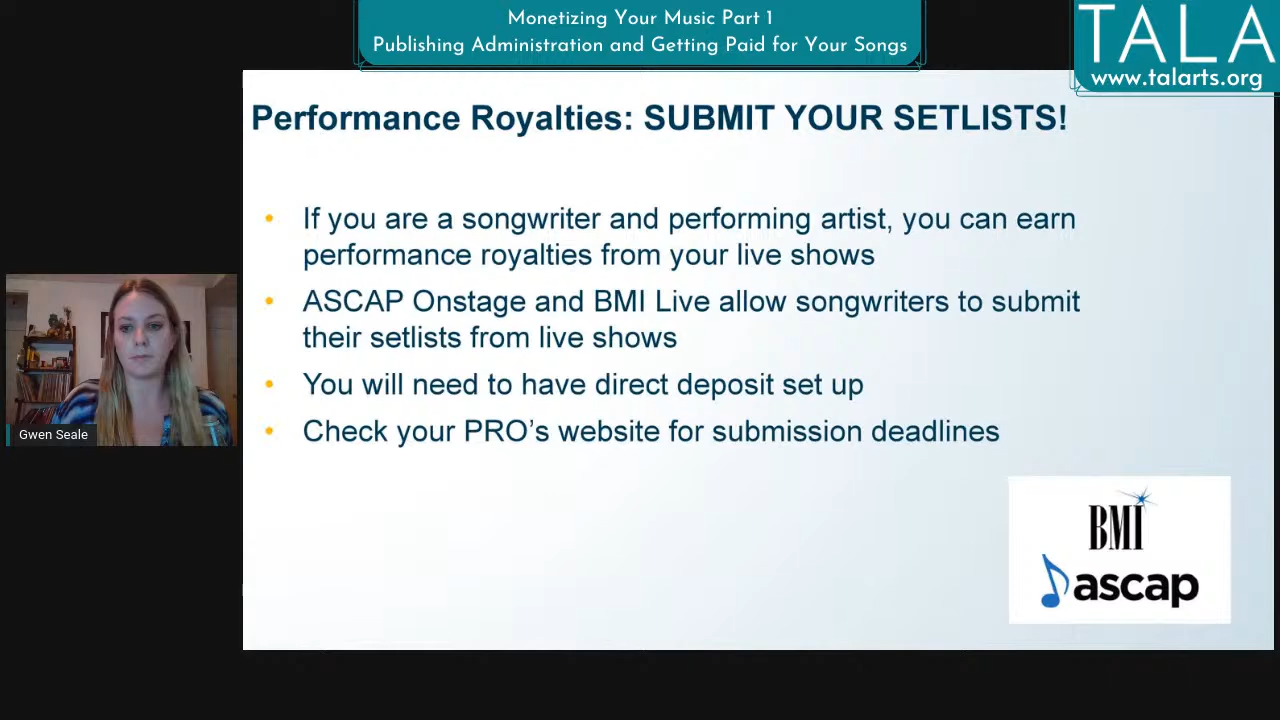 Monetizing Your Music Part 1
Publishing Administration and Getting Paid for Your Songs
TALA
www.talarts.org
Performance Royalties: SUBMIT YOUR SETLISTS!
• If you are a songwriter and performing artist, you can earn
performance royalties from your live shows
• ASCAP Onstage and BMI Live allow songwriters to submit
their setlists from live shows
• You will need to have direct deposit set up
• Check your PRO’s website for submission deadlines
Gwen Seale
BMI
ascap